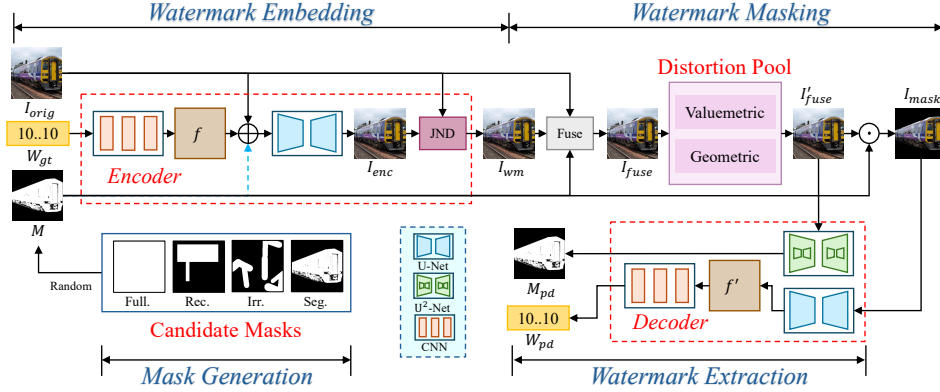 Watermark Embedding
Watermark Masking
I_orig
10..10
W_gt
M
Random
f
Encoder
I_enc
JND
I_wm
Fuse
I_fuse
Distortion Pool
Valuemetric
Geometric
I'_fuse
I_mask
Full.
Rec.
Irr.
Seg.
Candidate Masks
Mask Generation
U-Net
U²-Net
CNN
M_pd
10..10
W_pd
f'
Decoder
Watermark Extraction